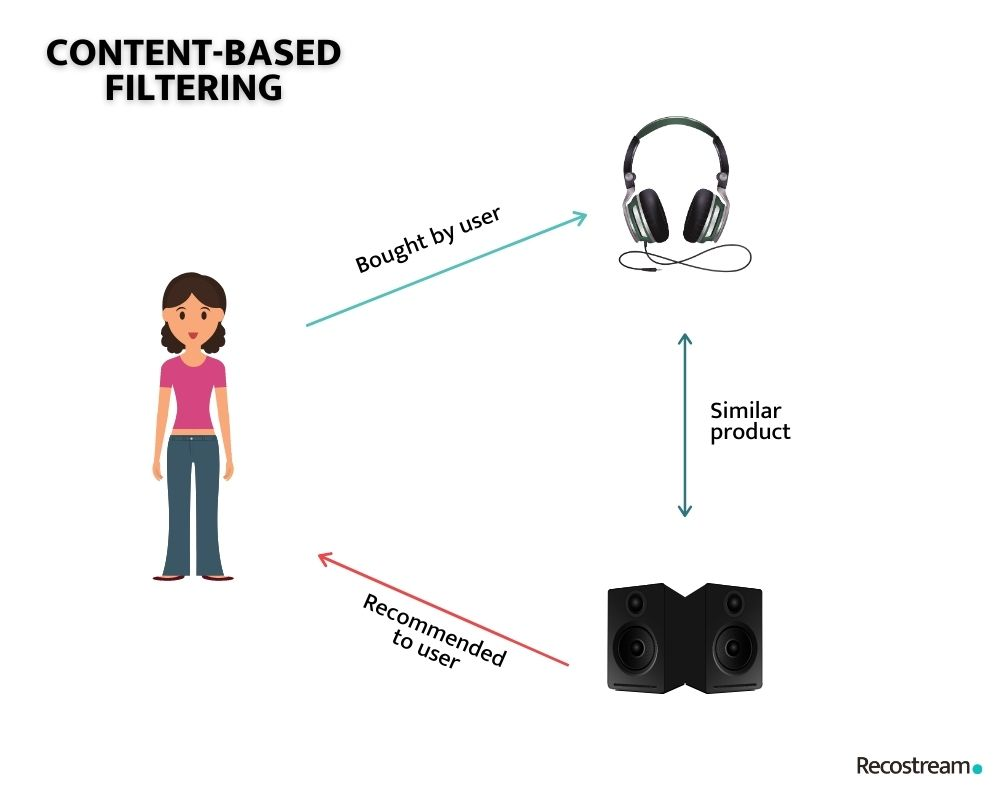 CONTENT-BASED
FILTERING
Bought by user
Similar
product
Recommended
to user
Recostream.